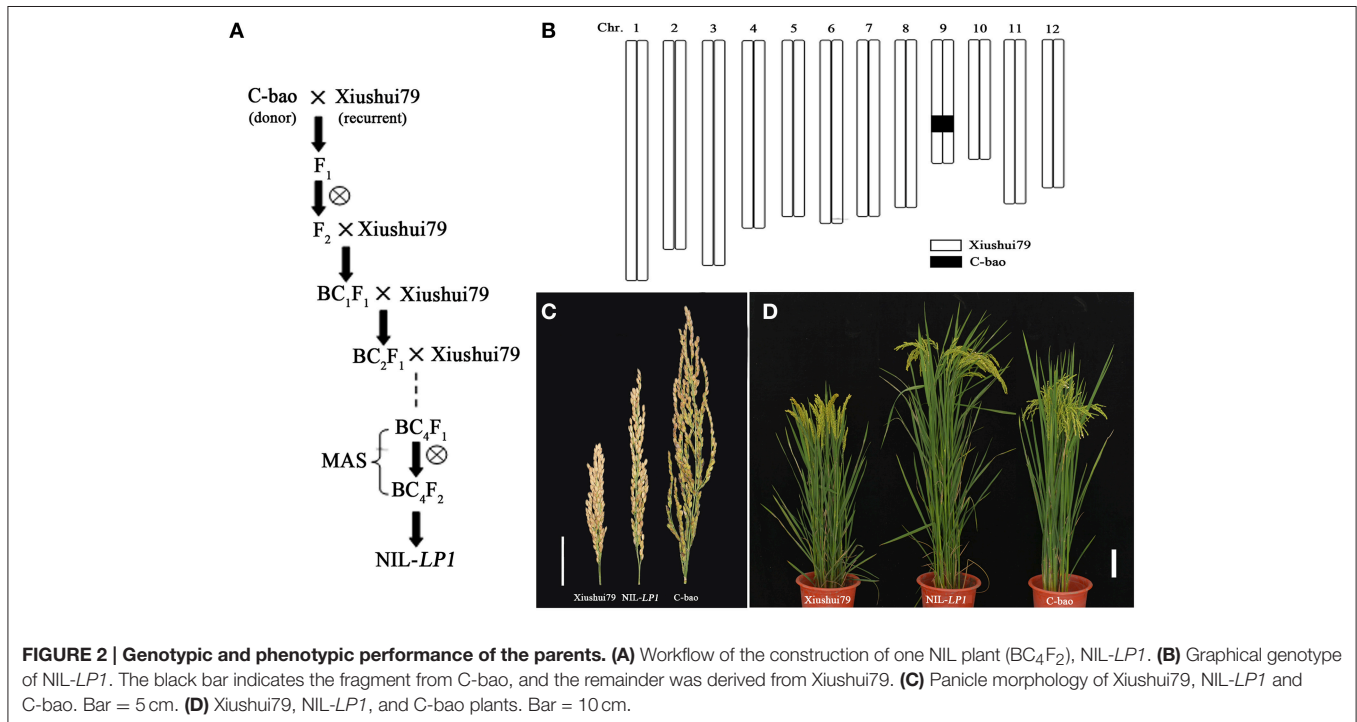 A
C-bao × Xiushui79
(donor) (recurrent)
F₁
⊗
F₂ × Xiushui79
BC₁F₁ × Xiushui79
BC₂F₁ × Xiushui79
BC₄F₁
MAS ⊗
BC₄F₂
NIL-LP1
B
Chr. 1 2 3 4 5 6 7 8 9 10 11 12
Xiushui79
C-bao
C
Xiushui79 NIL-LP1 C-bao
D
Xiushui79 NIL-LP1 C-bao
FIGURE 2 | Genotypic and phenotypic performance of the parents. (A) Workflow of the construction of one NIL plant (BC₄F₂), NIL-LP1. (B) Graphical genotype
of NIL-LP1. The black bar indicates the fragment from C-bao, and the remainder was derived from Xiushui79. (C) Panicle morphology of Xiushui79, NIL-LP1 and
C-bao. Bar = 5 cm. (D) Xiushui79, NIL-LP1, and C-bao plants. Bar = 10 cm.